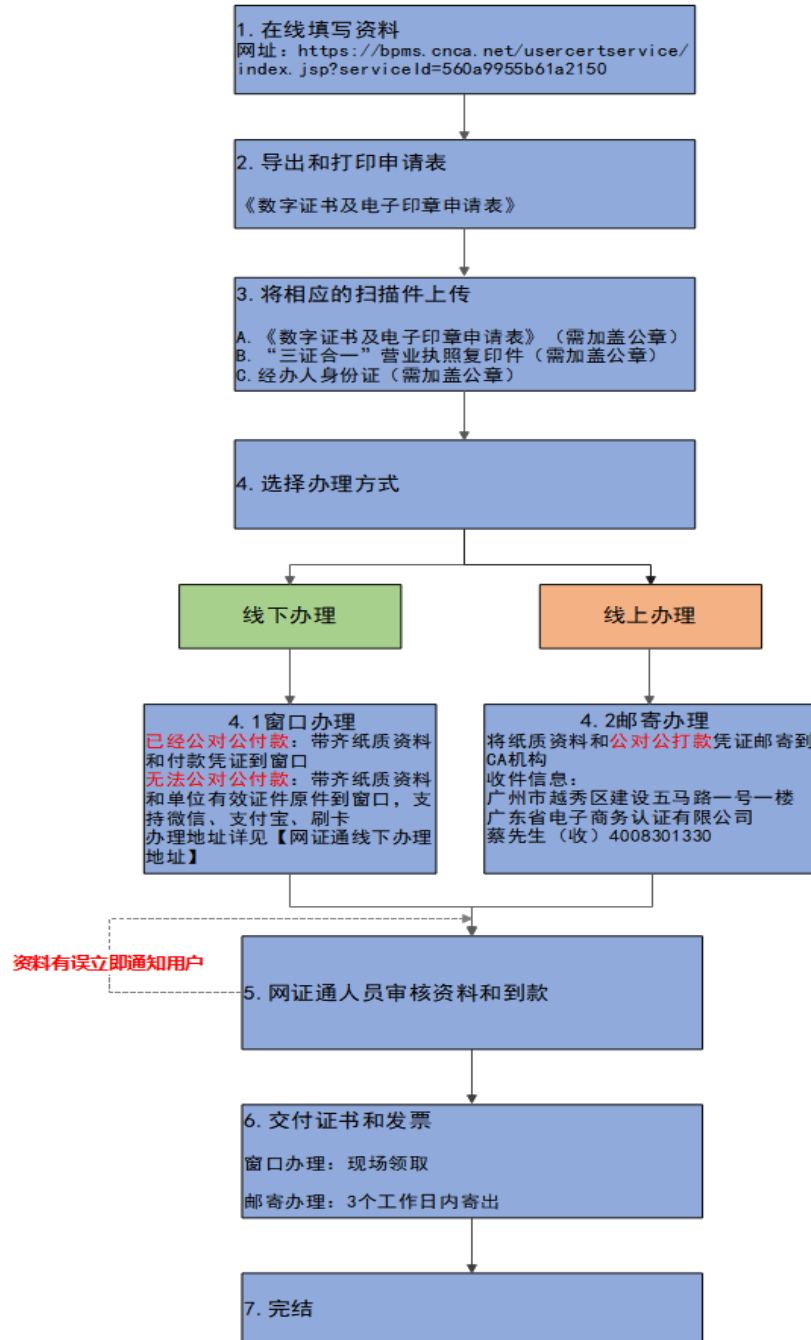 1. 在线填写资料
网址：https://bpms.cnca.net/usercertservice/
index.jsp?serviceId=560a9955b61a2150
2. 导出和打印申请表
《数字证书及电子印章申请表》
3. 将相应的扫描件上传
A. 《数字证书及电子印章申请表》（需加盖公章）
B. “三证合一”营业执照复印件（需加盖公章）
C. 经办人身份证（需加盖公章）
4. 选择办理方式
线下办理
线上办理
4.1窗口办理
已经公对公付款：带齐纸质资料
和付款凭证到窗口
无法公对公付款：带齐纸质资料
和单位有效证件原件到窗口，支
持微信、支付宝、刷卡
办理地址详见【网证通线下办理
地址】
4.2邮寄办理
将纸质资料和公对公打款凭证邮寄到
CA机构
收件信息：
广州市越秀区建设五马路一号一楼
广东省电子商务认证有限公司
蔡先生（收）4008301330
资料有误立即通知用户
5. 网证通人员审核资料和到款
6. 交付证书和发票
窗口办理：现场领取
邮寄办理：3个工作日内寄出
7. 完结